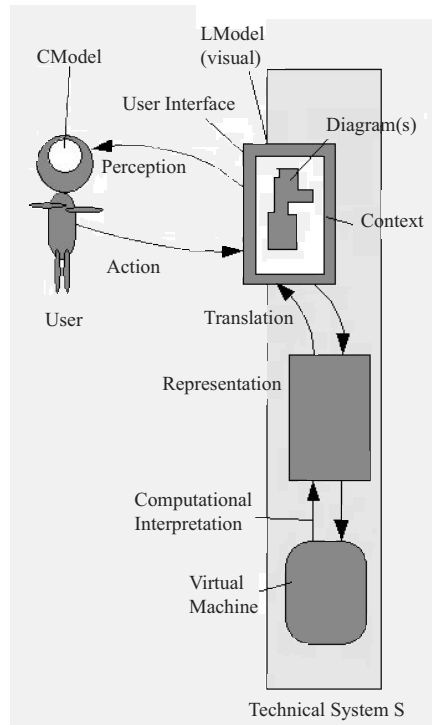 LModel
(visual)
CModel
User Interface
Diagram(s)
Perception
Context
Action
User
Translation
Representation
Computational
Interpretation
Virtual
Machine
Technical System S